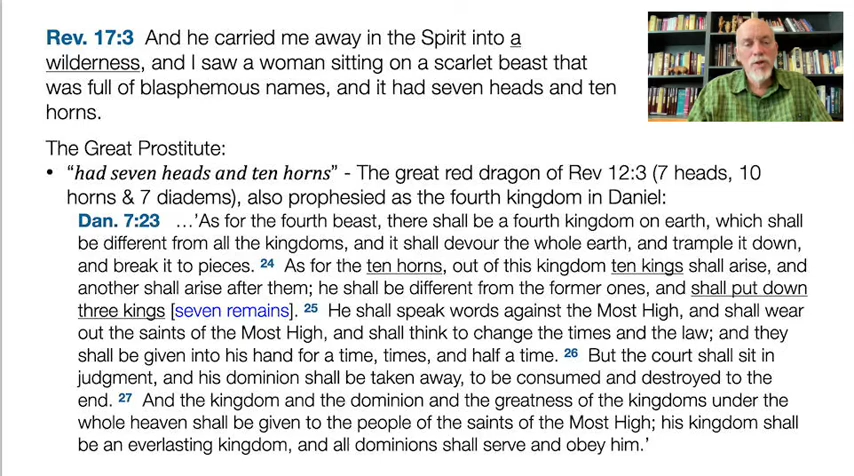 Rev. 17:3 And he carried me away in the Spirit into a
wilderness, and I saw a woman sitting on a scarlet beast that
was full of blasphemous names, and it had seven heads and ten
horns.
The Great Prostitute:
• “had seven heads and ten horns” - The great red dragon of Rev 12:3 (7 heads, 10
horns & 7 diadems), also prophesied as the fourth kingdom in Daniel:
Dan. 7:23 …‘As for the fourth beast, there shall be a fourth kingdom on earth, which shall
be different from all the kingdoms, and it shall devour the whole earth, and trample it down,
and break it to pieces. 24 As for the ten horns, out of this kingdom ten kings shall arise, and
another shall arise after them; he shall be different from the former ones, and shall put down
three kings [seven remains]. 25 He shall speak words against the Most High, and shall wear
out the saints of the Most High, and shall think to change the times and the law; and they
shall be given into his hand for a time, times, and half a time. 26 But the court shall sit in
judgment, and his dominion shall be taken away, to be consumed and destroyed to the
end. 27 And the kingdom and the dominion and the greatness of the kingdoms under the
whole heaven shall be given to the people of the saints of the Most High; his kingdom shall
be an everlasting kingdom, and all dominions shall serve and obey him.’